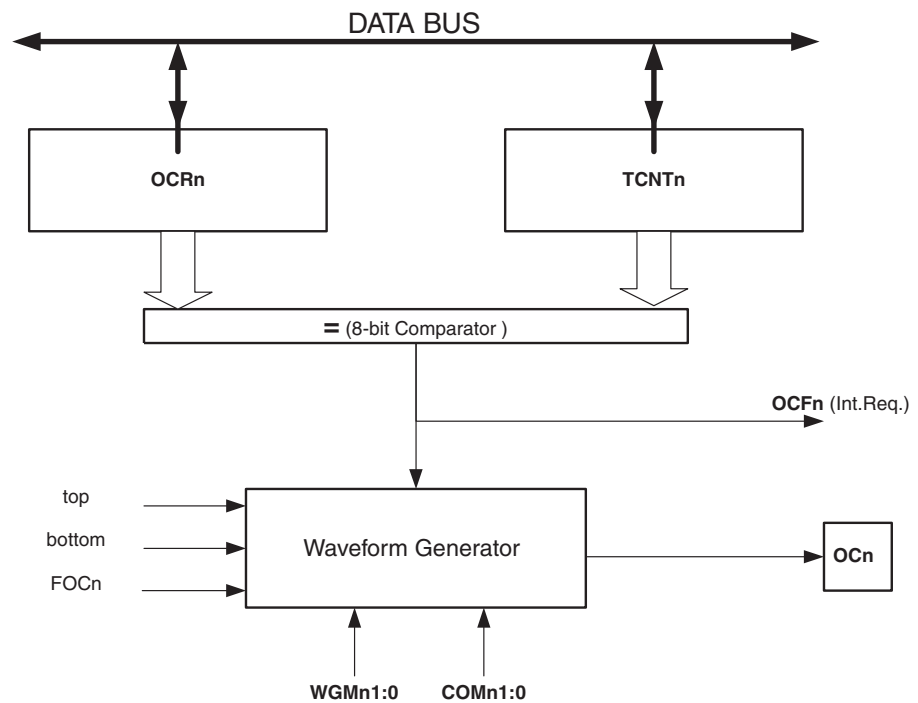 DATA BUS
OCRn
TCNTn
= (8-bit Comparator )
OCFn (Int.Req.)
top
bottom
FOCn
Waveform Generator
OCn
WGMn1:0
COMn1:0